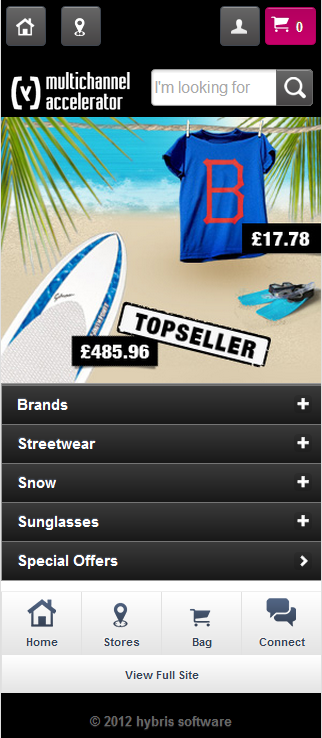 0
multichannel
accelerator
I'm looking for
B
£17.78
TOPSELLER
£485.96
Brands
Streetwear
Snow
Sunglasses
Special Offers
Home Stores Bag Connect
View Full Site
© 2012 hybris software